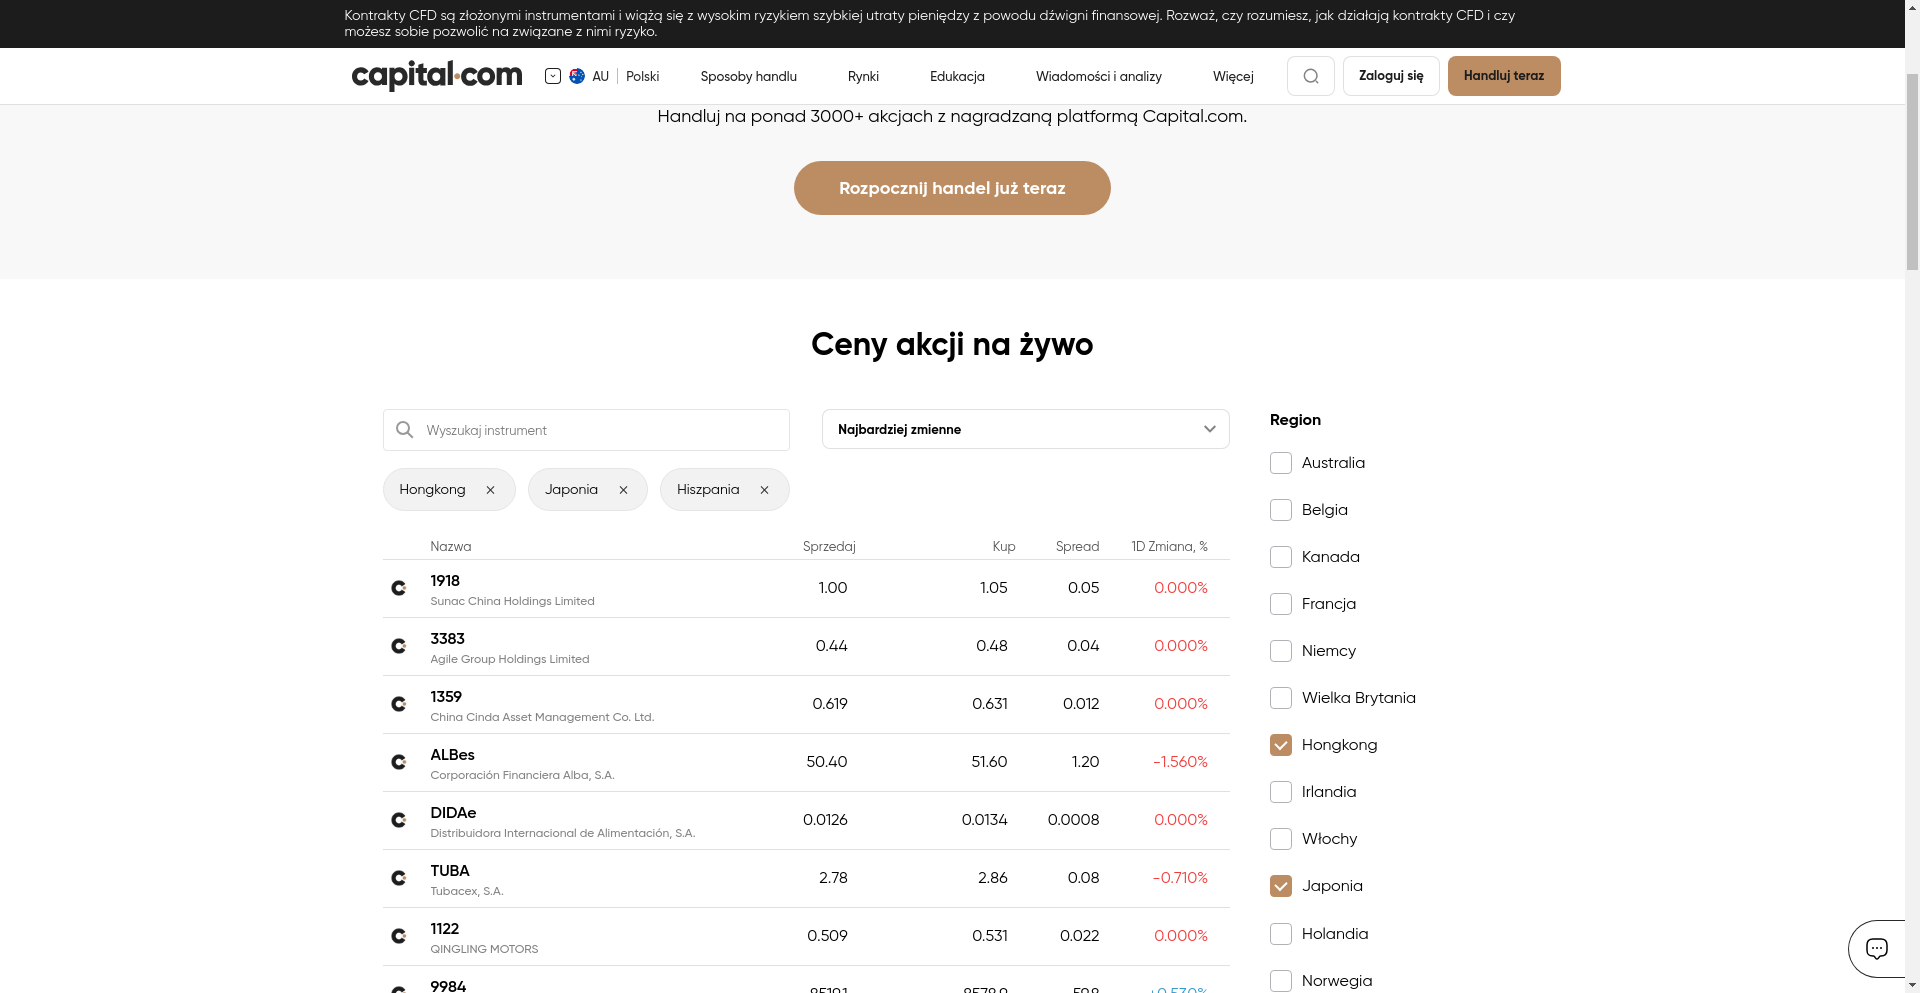 Kontrakty CFD są złożonymi instrumentami i wiążą się z wysokim ryzykiem szybkiej utraty pieniędzy z powodu dźwigni finansowej. Rozważ, czy rozumiesz, jak działają kontrakty CFD i czy
możesz sobie pozwolić na związane z nimi ryzyko.
capital.com AU Polski Sposoby handlu Rynki Edukacja Wiadomości i analizy Więcej Zaloguj się Handluj teraz
Handluj na ponad 3000+ akcjach z nagradzaną platformą Capital.com.
Rozpocznij handel już teraz
Ceny akcji na żywo
Wyszukaj instrument
Najbardziej zmienne
Hongkong Japonia Hiszpania
Nazwa Sprzedaj Kup Spread 1D Zmiana, %
1918 1.00 1.05 0.05 0.000%
Sunac China Holdings Limited
3383 0.44 0.48 0.04 0.000%
Agile Group Holdings Limited
1359 0.619 0.631 0.012 0.000%
China Cinda Asset Management Co. Ltd.
ALBes 50.40 51.60 1.20 -1.560%
Corporación Financiera Alba, S.A.
DIDAe 0.0126 0.0134 0.0008 0.000%
Distribuidora Internacional de Alimentación, S.A.
TUBA 2.78 2.86 0.08 -0.710%
Tubacex, S.A.
1122 0.509 0.531 0.022 0.000%
QINGLING MOTORS
9984
Region
Australia
Belgia
Kanada
Francja
Niemcy
Wielka Brytania
Hongkong
Irlandia
Włochy
Japonia
Holandia
Norwegia